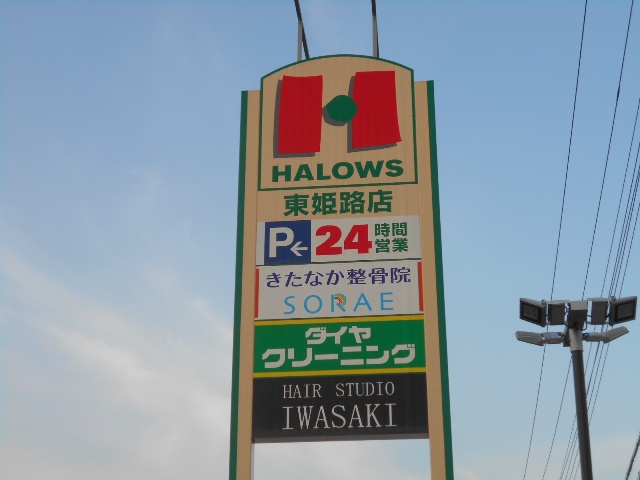 HALOWS
東姫路店
P← 24時間営業
きたなか整骨院
SORAE
ダイヤ
クリーニング
HAIR STUDIO
IWASAKI